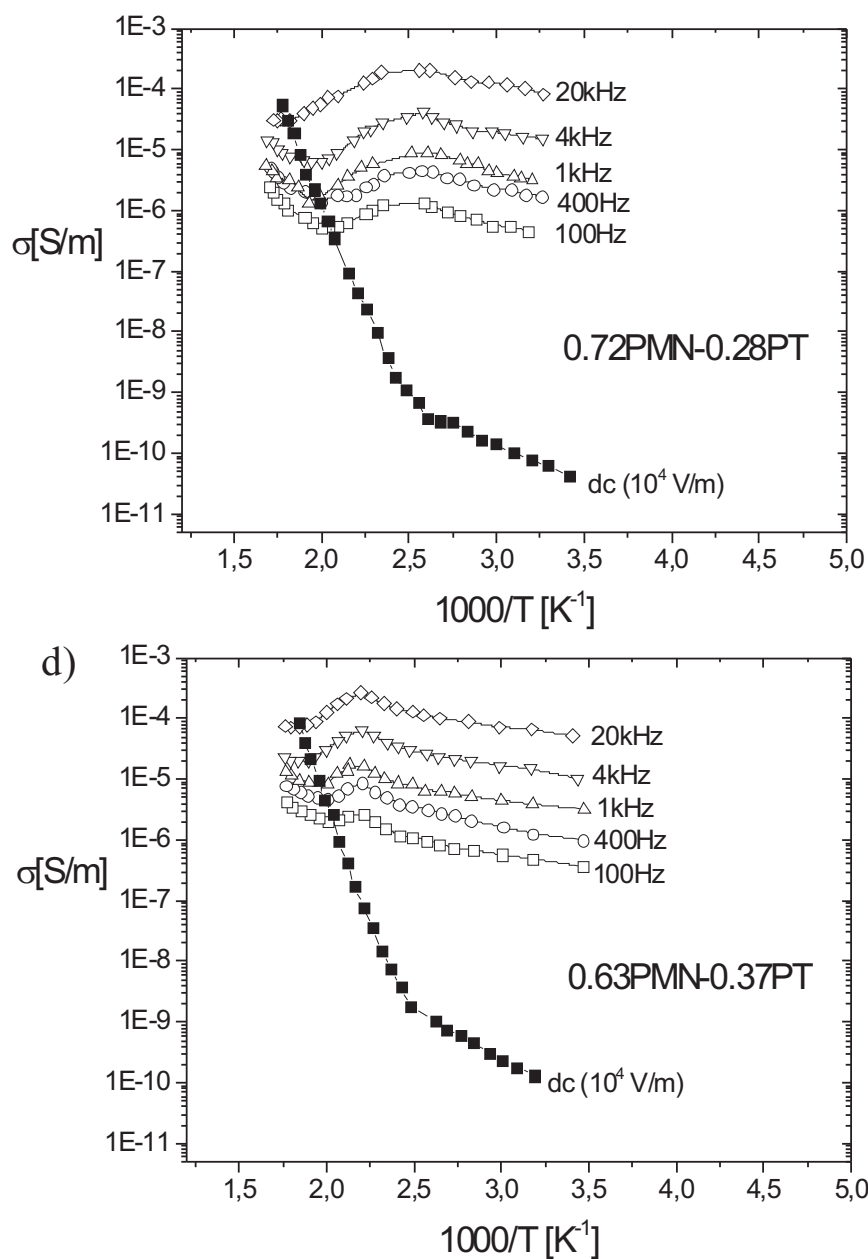 1E-3
1E-4
1E-5
1E-6
σ[S/m]
1E-7
1E-8
1E-9
1E-10
1E-11
20kHz
4kHz
1kHz
400Hz
100Hz
0.72PMN-0.28PT
dc (10⁴ V/m)
1,5 2,0 2,5 3,0 3,5 4,0 4,5 5,0
1000/T [K⁻¹]
d)
1E-3
1E-4
1E-5
1E-6
σ[S/m]
1E-7
1E-8
1E-9
1E-10
1E-11
20kHz
4kHz
1kHz
400Hz
100Hz
0.63PMN-0.37PT
dc (10⁴ V/m)
1,5 2,0 2,5 3,0 3,5 4,0 4,5 5,0
1000/T [K⁻¹]